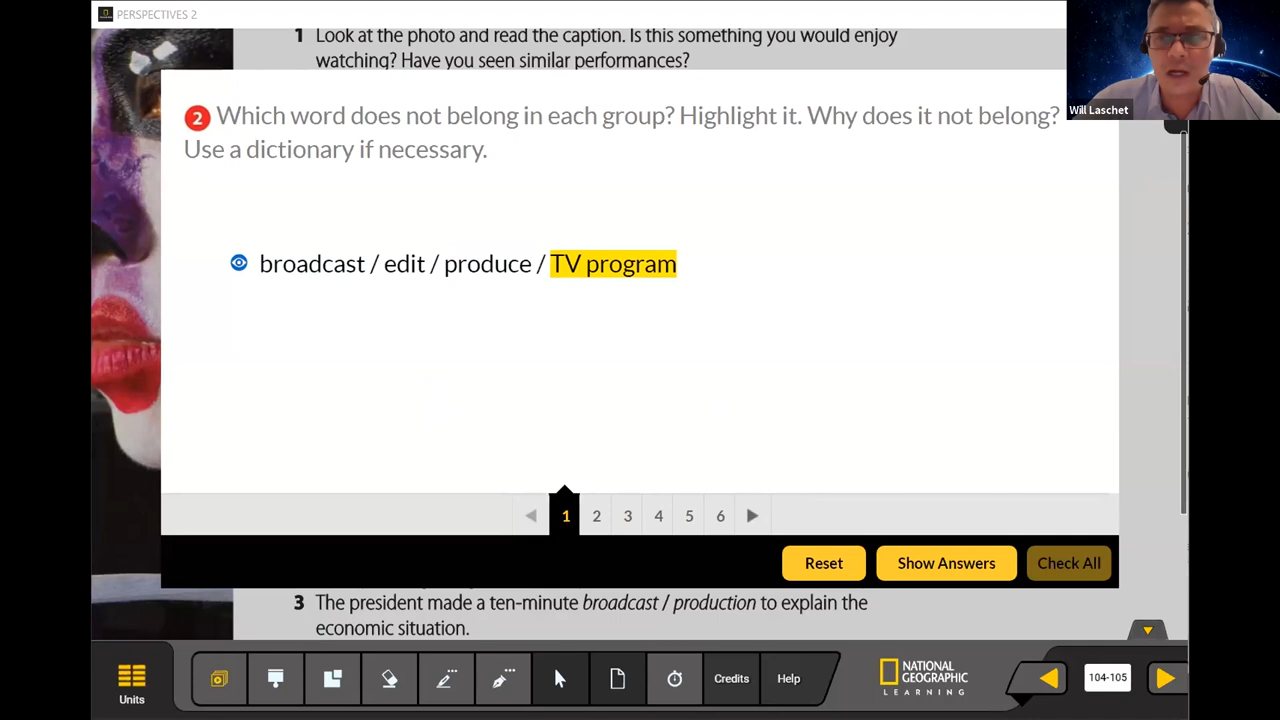 PERSPECTIVES 2
1 Look at the photo and read the caption. Is this something you would enjoy
watching? Have you seen similar performances?
Will Laschet
2 Which word does not belong in each group? Highlight it. Why does it not belong?
Use a dictionary if necessary.
broadcast / edit / produce / TV program
1 2 3 4 5 6
Reset Show Answers Check All
3 The president made a ten-minute broadcast / production to explain the
economic situation.
Units
Credits
Help
NATIONAL
GEOGRAPHIC
LEARNING
104-105